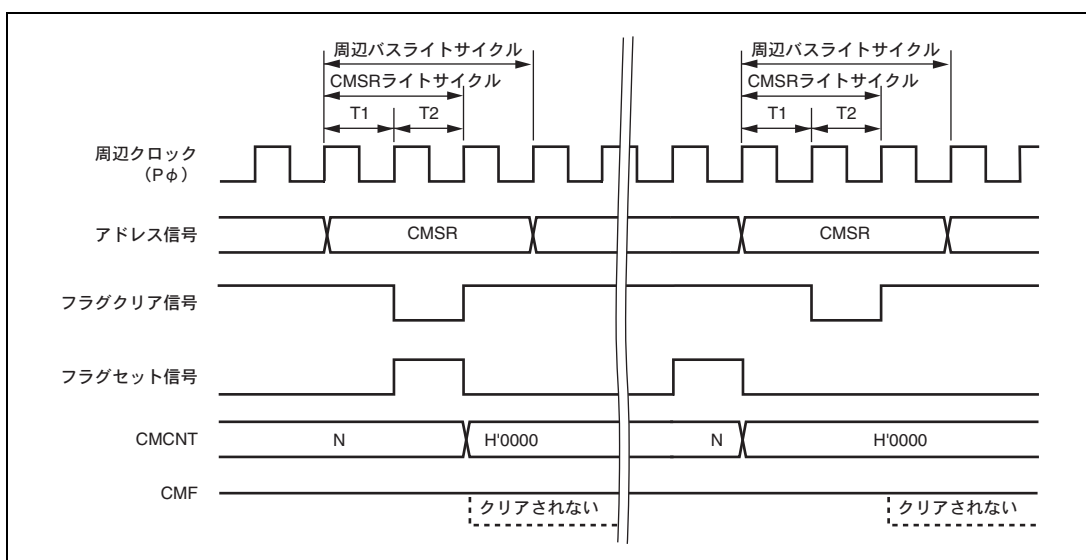 周辺バスライトサイクル
周辺バスライトサイクル
CMSRライトサイクル
CMSRライトサイクル
T1
T2
T1
T2
周辺クロック
（Pφ）
アドレス信号
CMSR
CMSR
フラグクリア信号
フラグセット信号
CMCNT
N
H'0000
N
H'0000
CMF
クリアされない
クリアされない